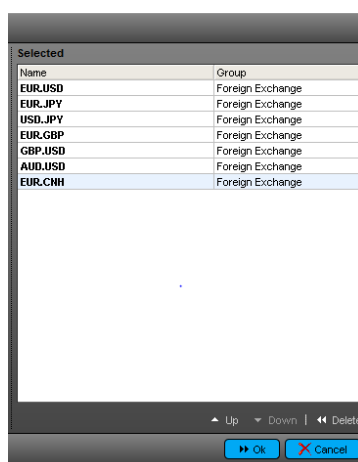 Selected
Name Group
EUR.USD Foreign Exchange
EUR.JPY Foreign Exchange
USD.JPY Foreign Exchange
EUR.GBP Foreign Exchange
GBP.USD Foreign Exchange
AUD.USD Foreign Exchange
EUR.CNH Foreign Exchange
Up Down | Delete
Ok Cancel